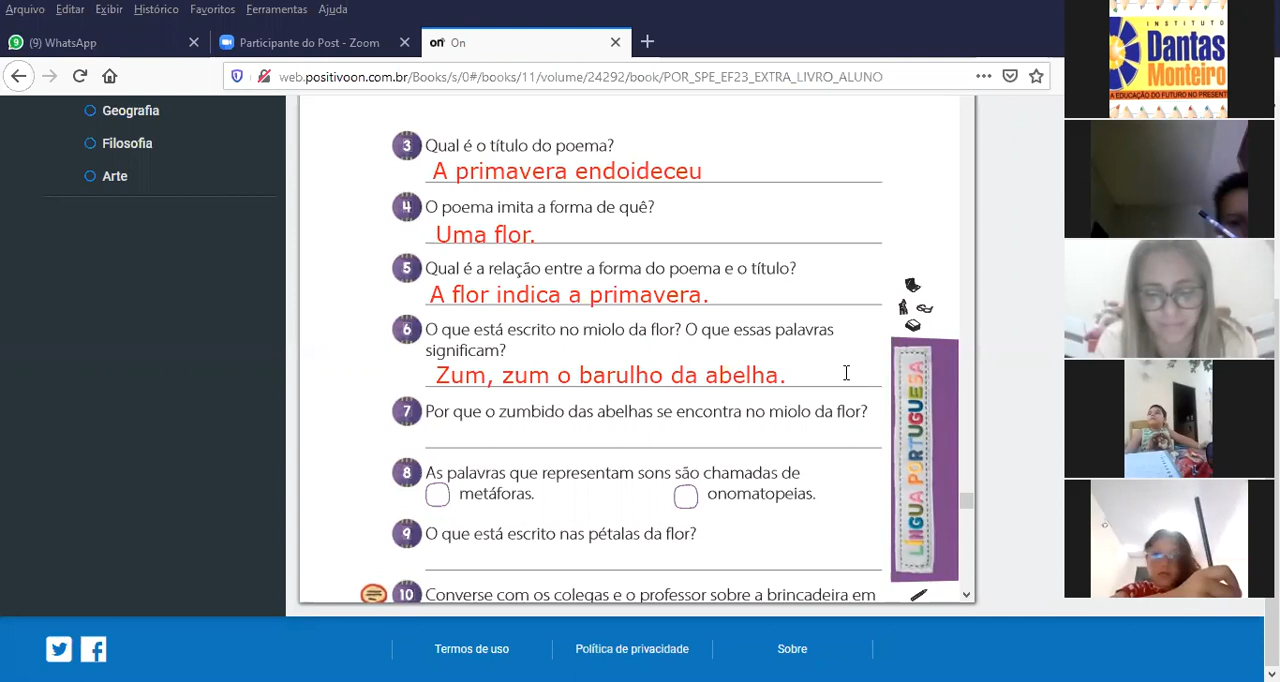 Arquivo Editar Exibir Histórico Favoritos Ferramentas Ajuda
(9) WhatsApp
Participante do Post - Zoom
on On
web.positivoon.com.br/Books/s/0#/books/11/volume/24292/book/POR_SPE_EF23_EXTRA_LIVRO_ALUNO
Geografia
Filosofia
Arte
3 Qual é o título do poema?
A primavera endoideceu
4 O poema imita a forma de quê?
Uma flor.
5 Qual é a relação entre a forma do poema e o título?
A flor indica a primavera.
6 O que está escrito no miolo da flor? O que essas palavras
significam?
Zum, zum o barulho da abelha.
7 Por que o zumbido das abelhas se encontra no miolo da flor?
8 As palavras que representam sons são chamadas de
metáforas. onomatopeias.
9 O que está escrito nas pétalas da flor?
10 Converse com os colegas e o professor sobre a brincadeira em
LÍNGUA PORTUGUESA
Termos de uso
Política de privacidade
Sobre
INSTITUTO
Dantas
Monteiro
A EDUCAÇÃO DO FUTURO NO PRESENT